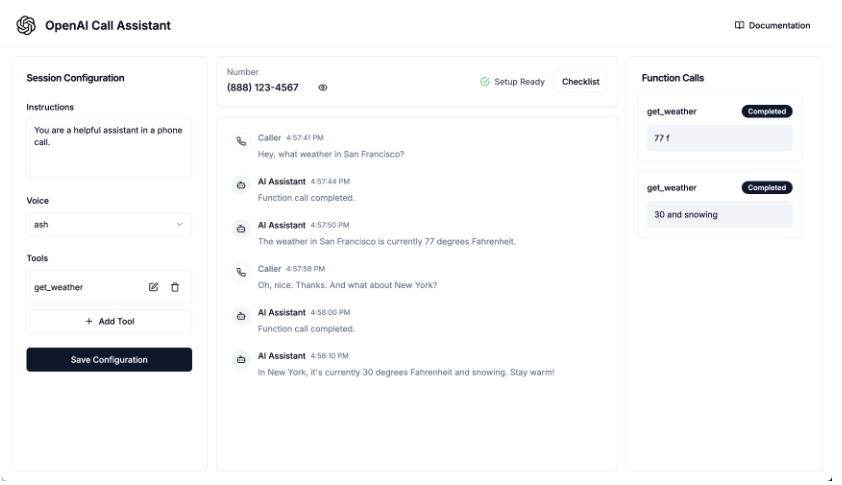 OpenAI Call Assistant
Documentation
Session Configuration
Instructions
You are a helpful assistant in a phone
call.
Voice
ash
Tools
get_weather
+ Add Tool
Save Configuration
Number
(888) 123-4567
Setup Ready
Checklist
Caller 4:57:41 PM
Hey, what weather in San Francisco?
AI Assistant 4:57:44 PM
Function call completed.
AI Assistant 4:57:50 PM
The weather in San Francisco is currently 77 degrees Fahrenheit.
Caller 4:57:58 PM
Oh, nice. Thanks. And what about New York?
AI Assistant 4:58:00 PM
Function call completed.
AI Assistant 4:58:10 PM
In New York, it's currently 30 degrees Fahrenheit and snowing. Stay warm!
Function Calls
get_weather Completed
77 f
get_weather Completed
30 and snowing